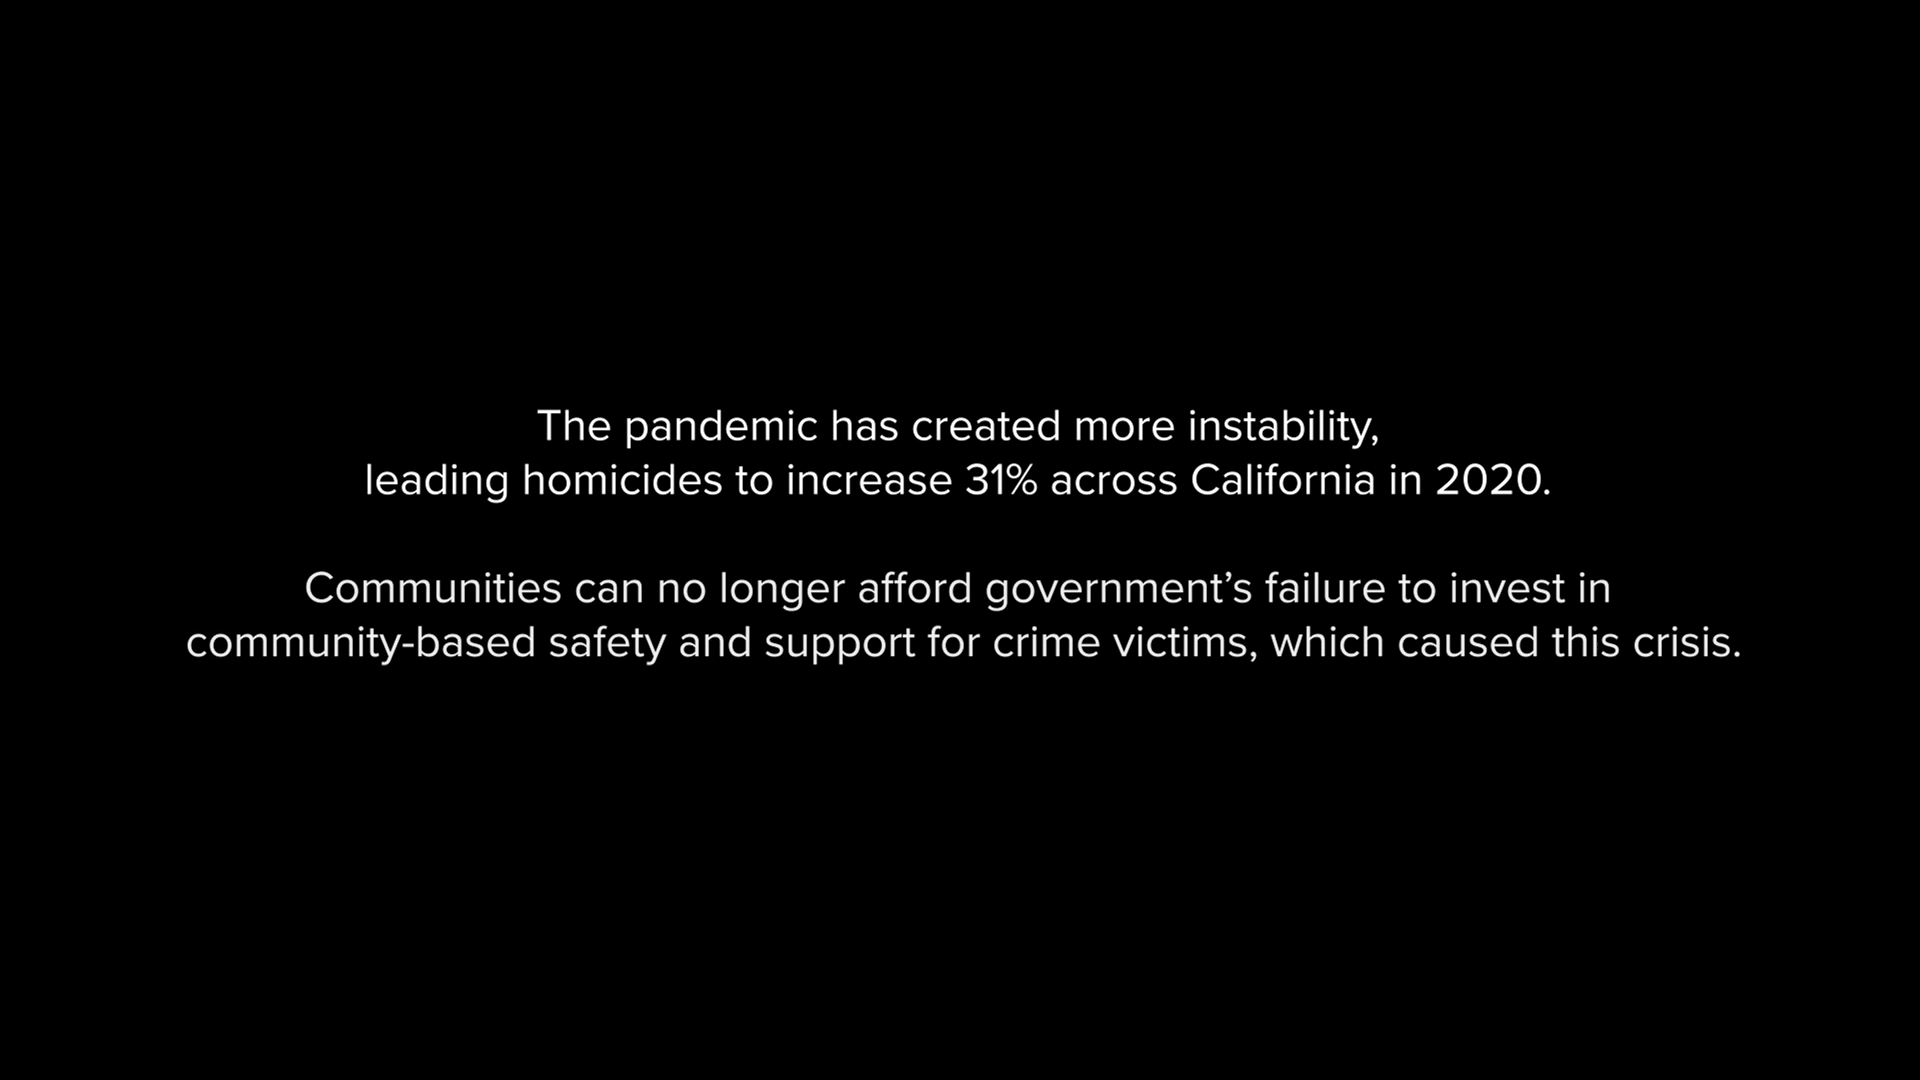 The pandemic has created more instability,
leading homicides to increase 31% across California in 2020.
Communities can no longer afford government’s failure to invest in
community-based safety and support for crime victims, which caused this crisis.